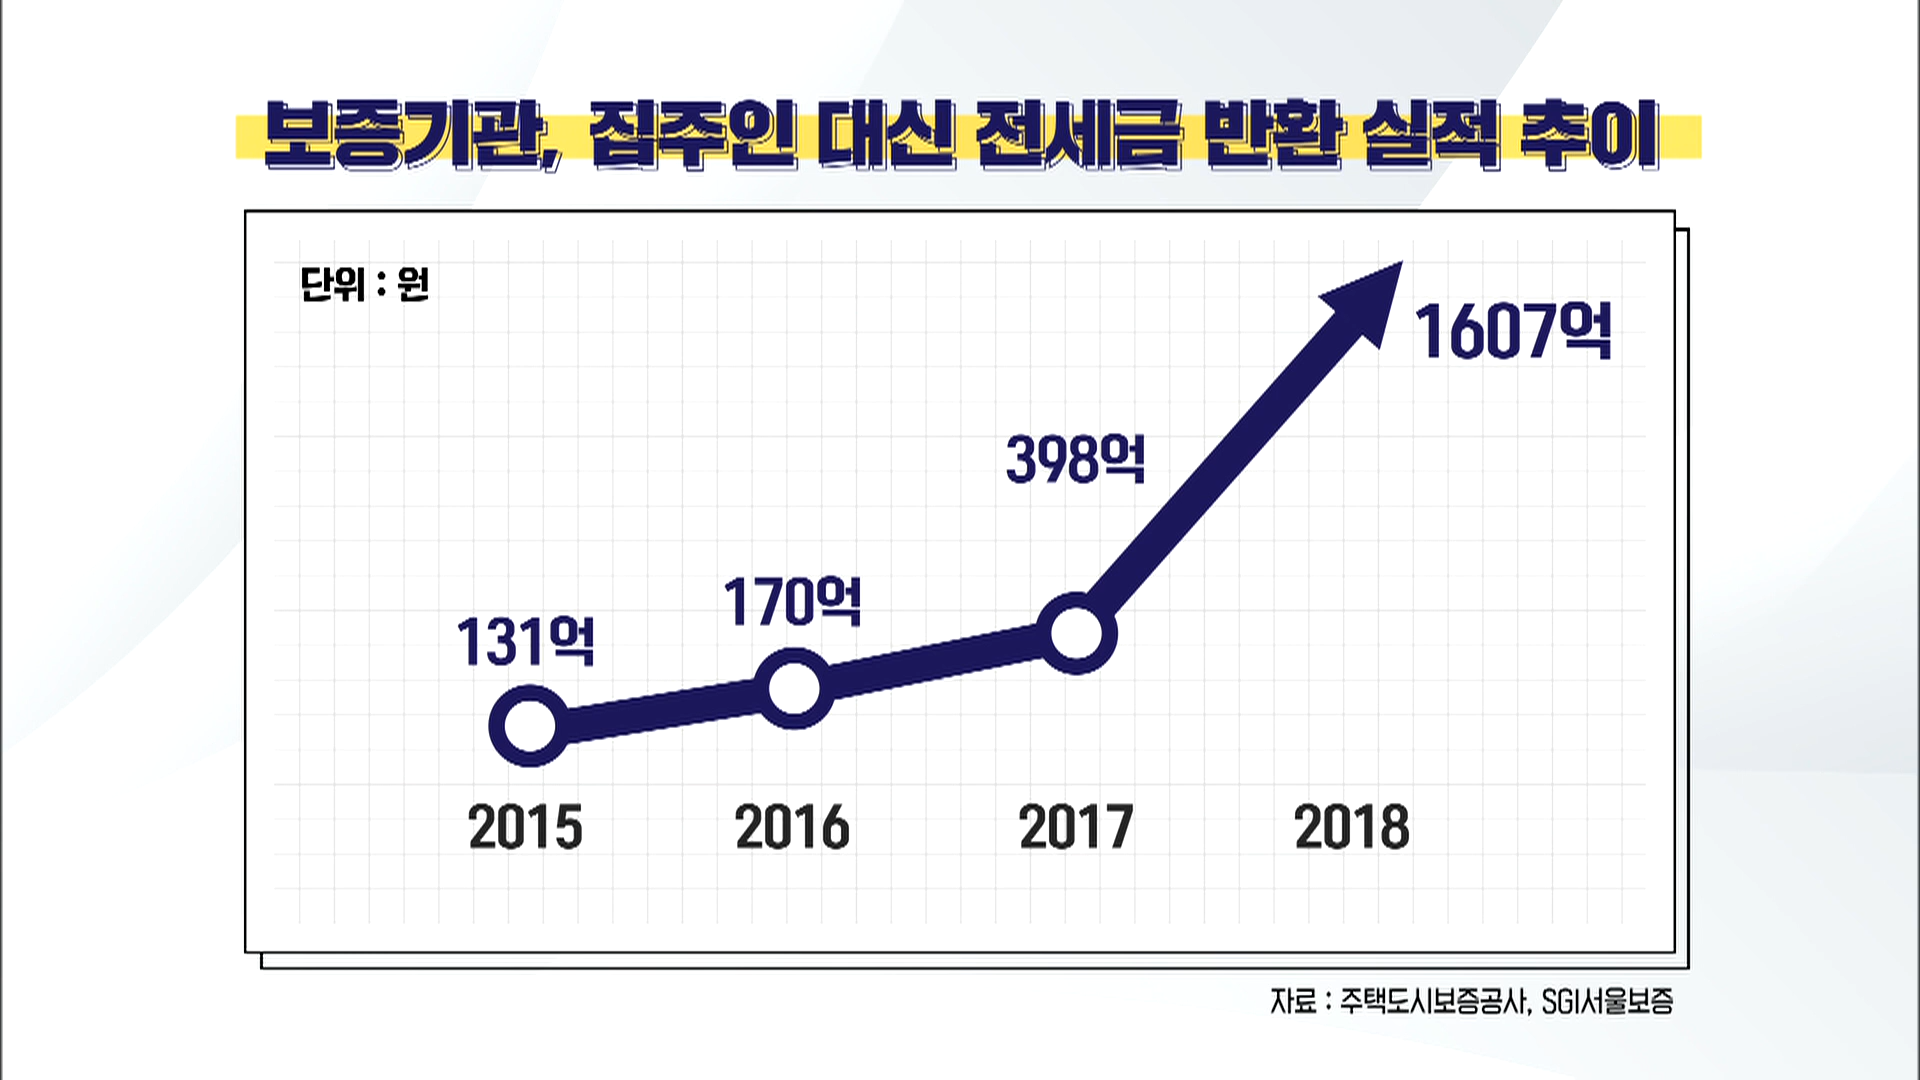 보증기관, 집주인 대신 전세금 반환 실적 추이
단위 : 원
1607억
398억
170억
131억
2015 2016 2017 2018
자료 : 주택도시보증공사, SGI서울보증